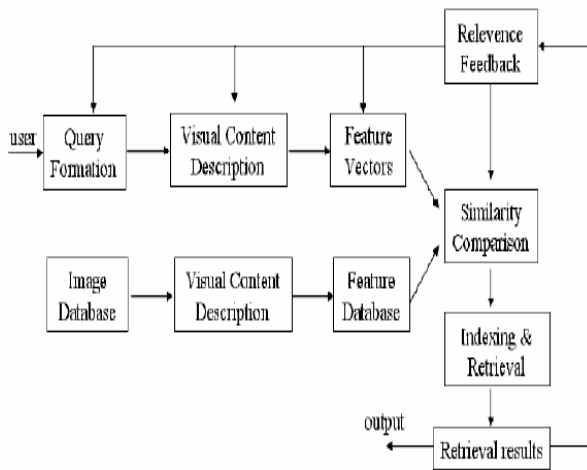 Relevence
Feedback
user
Query
Formation
Visual Content
Description
Feature
Vectors
Similarity
Comparison
Image
Database
Visual Content
Description
Feature
Database
Indexing &
Retrieval
output
Retrieval results